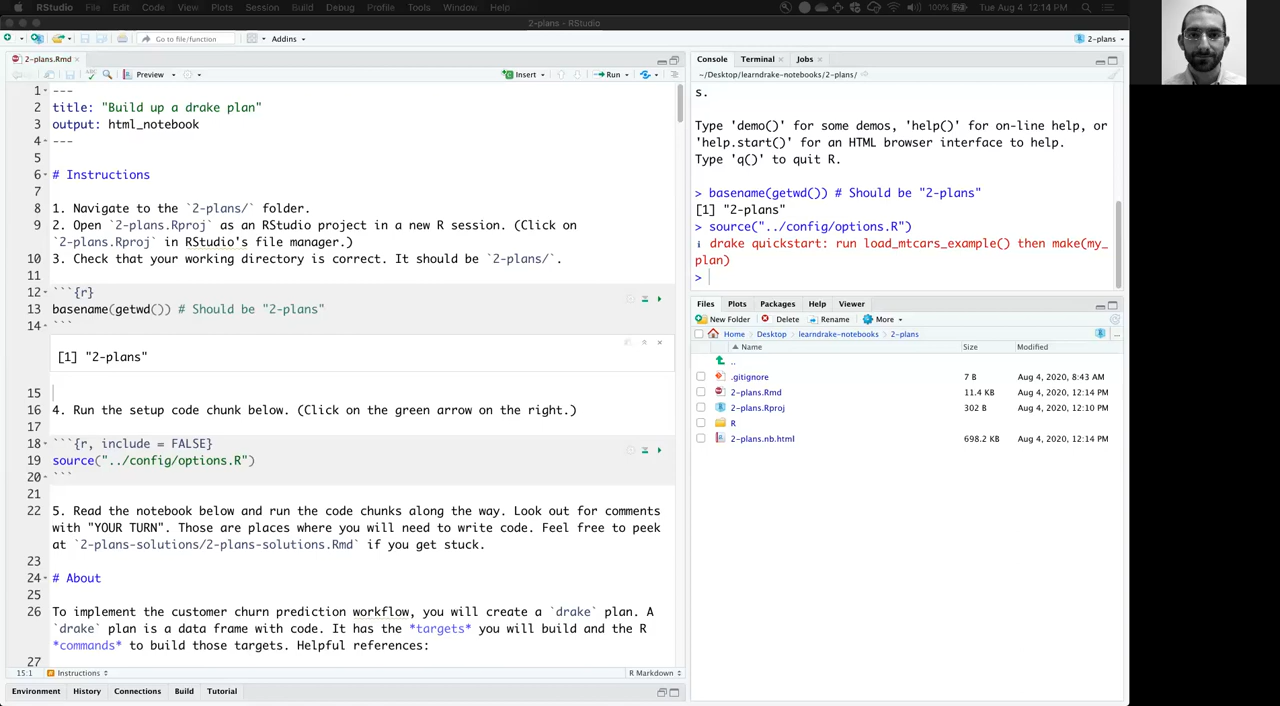 RStudio File Edit Code View Plots Session Build Debug Profile Tools Window Help 100% Tue Aug 4 12:14 PM
2-plans - RStudio
Go to file/function Addins 2-plans
2-plans.Rmd
Preview Insert Run
1 ---
2 title: "Build up a drake plan"
3 output: html_notebook
4 ---
5
6 # Instructions
7
8 1. Navigate to the `2-plans/` folder.
9 2. Open `2-plans.Rproj` as an RStudio project in a new R session. (Click on
`2-plans.Rproj` in RStudio's file manager.)
10 3. Check that your working directory is correct. It should be `2-plans/`.
11
12 ```{r}
13 basename(getwd()) # Should be "2-plans"
14 ```
[1] "2-plans"
15
16 4. Run the setup code chunk below. (Click on the green arrow on the right.)
17
18 ```{r, include = FALSE}
19 source("../config/options.R")
20 ```
21
22 5. Read the notebook below and run the code chunks along the way. Look out for comments
with "YOUR TURN". Those are places where you will need to write code. Feel free to peek
at `2-plans-solutions/2-plans-solutions.Rmd` if you get stuck.
23
24 # About
25
26 To implement the customer churn prediction workflow, you will create a `drake` plan. A
`drake` plan is a data frame with code. It has the *targets* you will build and the R
*commands* to build those targets. Helpful references:
27
15:1 Instructions R Markdown
Environment History Connections Build Tutorial
Console Terminal Jobs
~/Desktop/learndrake-notebooks/2-plans/
s.
Type 'demo()' for some demos, 'help()' for on-line help, or
'help.start()' for an HTML browser interface to help.
Type 'q()' to quit R.
> basename(getwd()) # Should be "2-plans"
[1] "2-plans"
> source("../config/options.R")
i drake quickstart: run load_mtcars_example() then make(my_
plan)
>
Files Plots Packages Help Viewer
New Folder Delete Rename More
Home Desktop learndrake-notebooks 2-plans
Name Size Modified
..
.gitignore 7 B Aug 4, 2020, 8:43 AM
2-plans.Rmd 11.4 KB Aug 4, 2020, 12:14 PM
2-plans.Rproj 302 B Aug 4, 2020, 12:10 PM
R
2-plans.nb.html 698.2 KB Aug 4, 2020, 12:14 PM